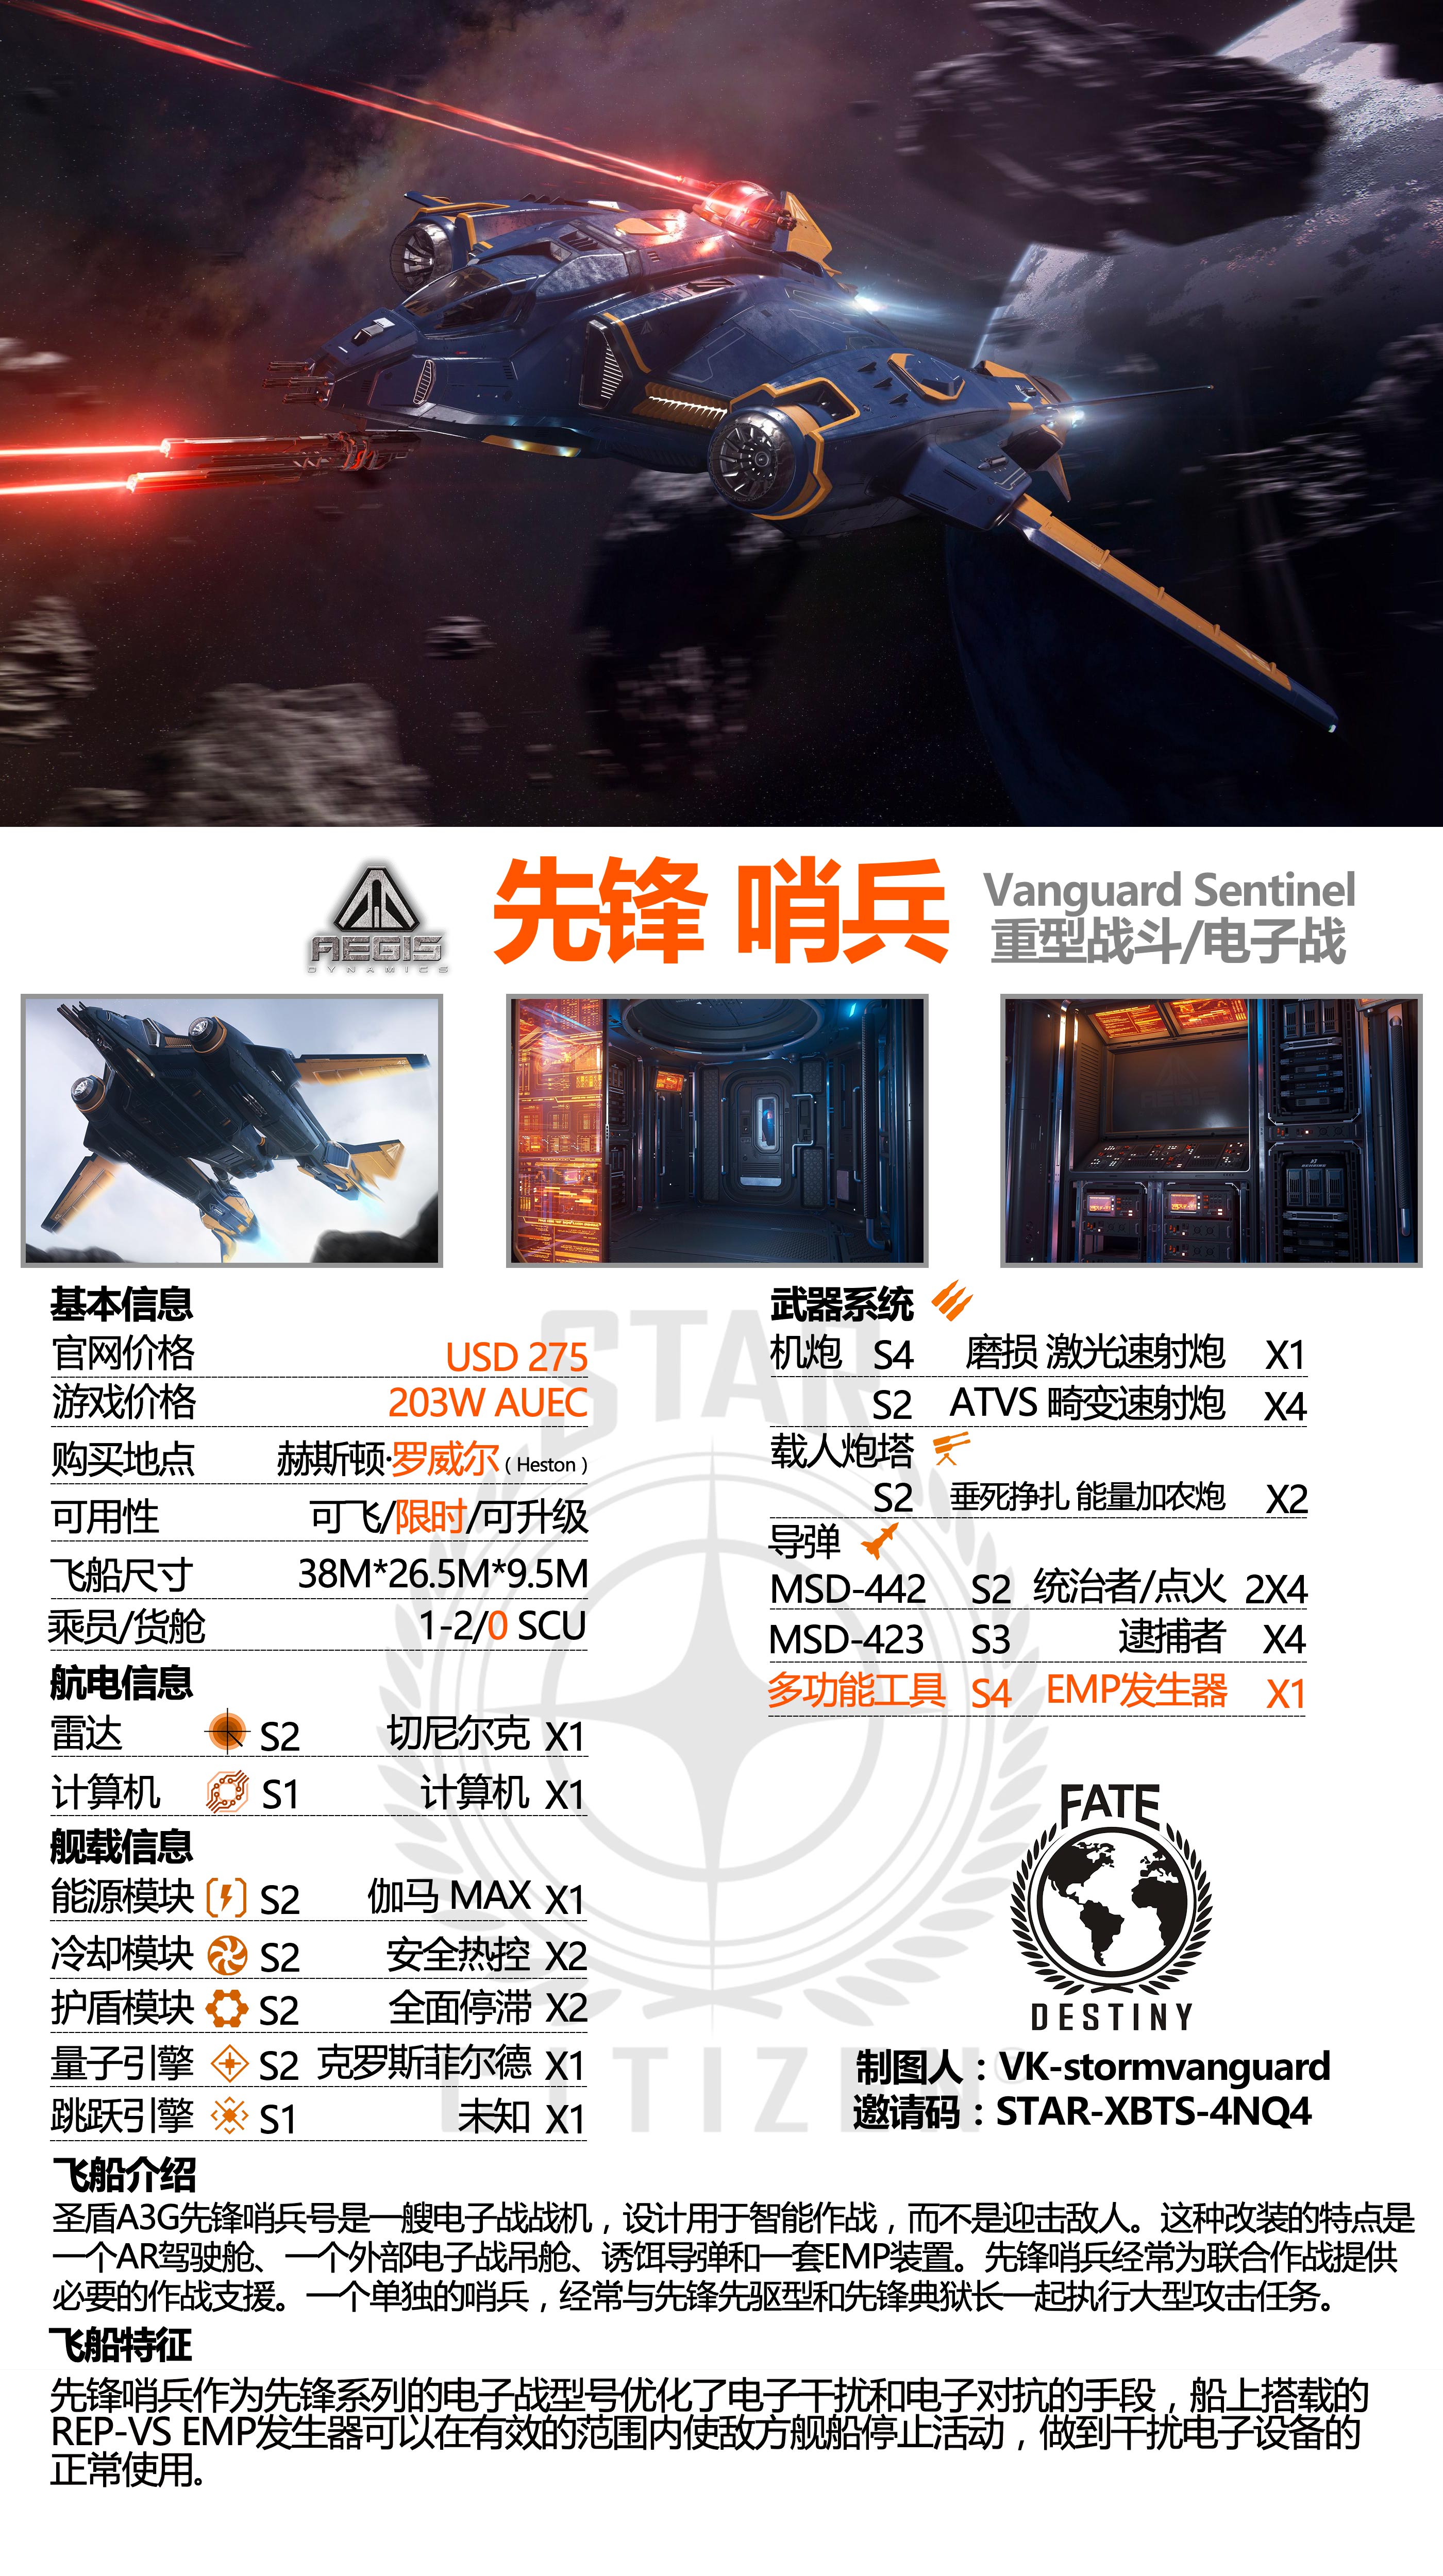 AEGIS
DYNAMICS
先锋 哨兵
Vanguard Sentinel
重型战斗/电子战
基本信息
官网价格 USD 275
游戏价格 203W AUEC
购买地点 赫斯顿·罗威尔 (Heston)
可用性 可飞/限时/可升级
飞船尺寸 38M*26.5M*9.5M
乘员/货舱 1-2/0 SCU
航电信息
雷达 S2 切尼尔克 X1
计算机 S1 计算机 X1
舰载信息
能源模块 S2 伽马 MAX X1
冷却模块 S2 安全热控 X2
护盾模块 S2 全面停滞 X2
量子引擎 S2 克罗斯菲尔德 X1
跳跃引擎 S1 未知 X1
武器系统
机炮 S4 磨损 激光速射炮 X1
S2 ATVS 畸变速射炮 X4
载人炮塔
S2 垂死挣扎 能量加农炮 X2
导弹
MSD-442 S2 统治者/点火 2X4
MSD-423 S3 逮捕者 X4
多功能工具 S4 EMP发生器 X1
STAR
CITIZEN
FATE
DESTINY
制图人：VK-stormvanguard
邀请码：STAR-XBTS-4NQ4
飞船介绍
圣盾A3G先锋哨兵号是一艘电子战战机，设计用于智能作战，而不是迎击敌人。这种改装的特点是
一个AR驾驶舱、一个外部电子战吊舱、诱饵导弹和一套EMP装置。先锋哨兵经常为联合作战提供
必要的作战支援。一个单独的哨兵，经常与先锋先驱型和先锋典狱长一起执行大型攻击任务。
飞船特征
先锋哨兵作为先锋系列的电子战型号优化了电子干扰和电子对抗的手段，船上搭载的
REP-VS EMP发生器可以在有效的范围内使敌方舰船停止活动，做到干扰电子设备的
正常使用。